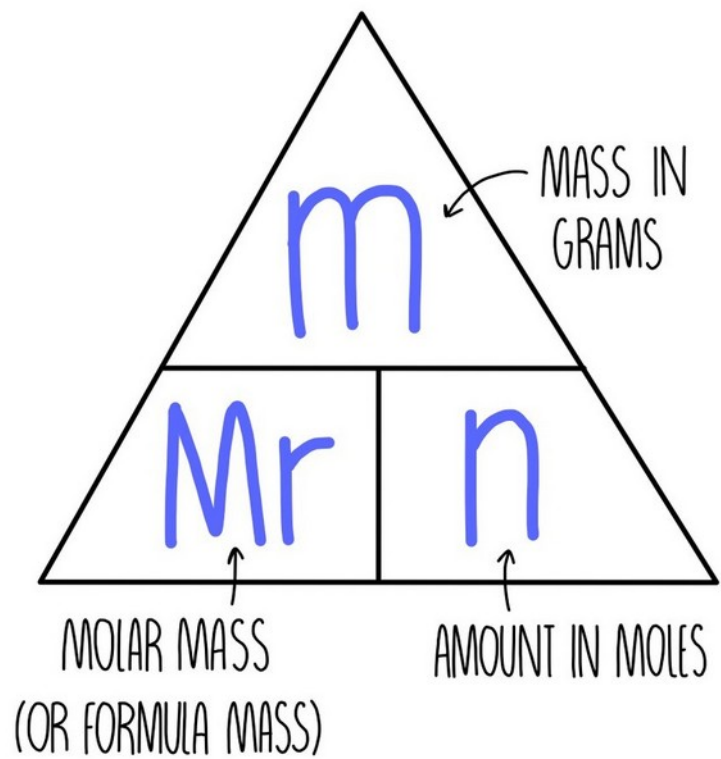 m
MASS IN
GRAMS
Mr
n
MOLAR MASS
(OR FORMULA MASS)
AMOUNT IN MOLES